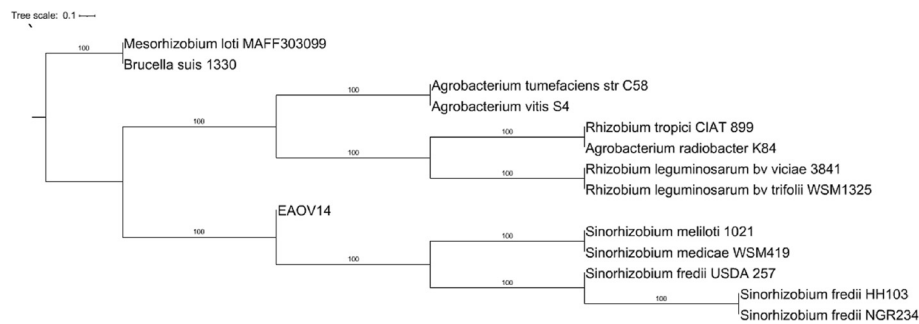 Tree scale: 0.1
100
Mesorhizobium loti MAFF303099
Brucella suis 1330
100
Agrobacterium tumefaciens str C58
Agrobacterium vitis S4
100
100
Rhizobium tropici CIAT 899
Agrobacterium radiobacter K84
100
100
Rhizobium leguminosarum bv viciae 3841
Rhizobium leguminosarum bv trifolii WSM1325
EAOV14
100
100
Sinorhizobium meliloti 1021
Sinorhizobium medicae WSM419
100
100
Sinorhizobium fredii USDA 257
100
Sinorhizobium fredii HH103
Sinorhizobium fredii NGR234